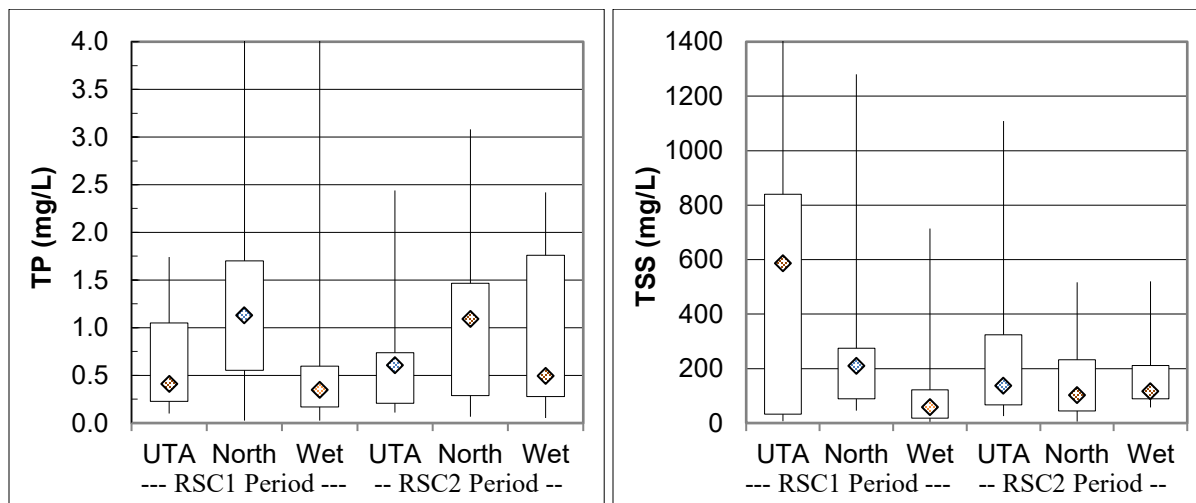 TP (mg/L)
4.0
3.5
3.0
2.5
2.0
1.5
1.0
0.5
0.0
UTA North Wet UTA North Wet
--- RSC1 Period --- -- RSC2 Period --
TSS (mg/L)
1400
1200
1000
800
600
400
200
0
UTA North Wet UTA North Wet
--- RSC1 Period --- -- RSC2 Period --